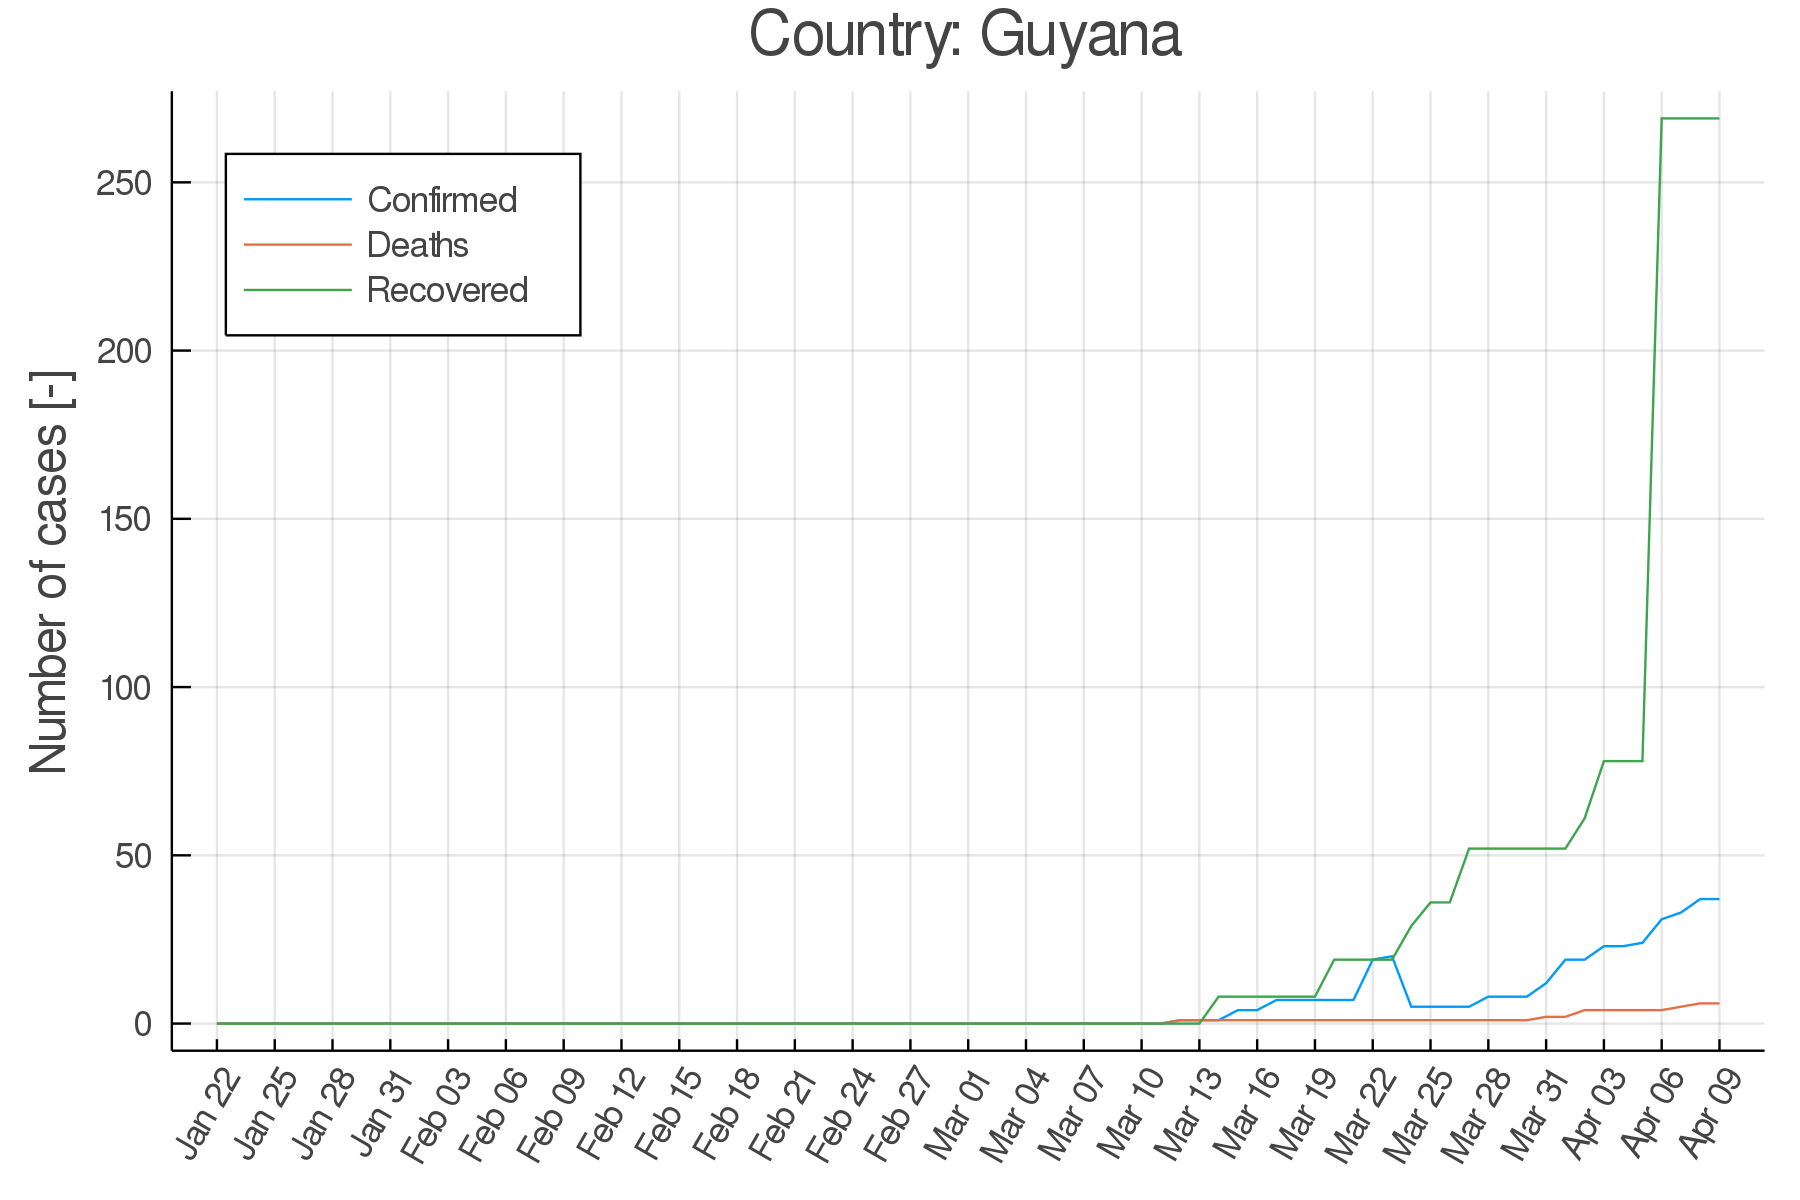 Country: Guyana
Number of cases [-]
250
200
150
100
50
0
Confirmed
Deaths
Recovered
Jan 22
Jan 25
Jan 28
Jan 31
Feb 03
Feb 06
Feb 09
Feb 12
Feb 15
Feb 18
Feb 21
Feb 24
Feb 27
Mar 01
Mar 04
Mar 07
Mar 10
Mar 13
Mar 16
Mar 19
Mar 22
Mar 25
Mar 28
Mar 31
Apr 03
Apr 06
Apr 09